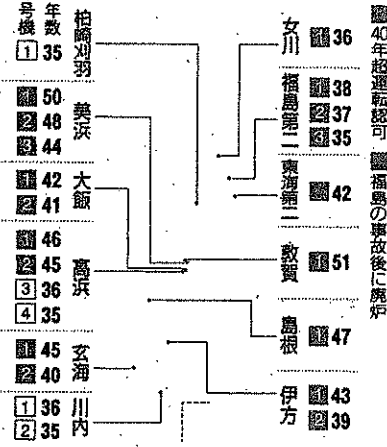 40年超運転認可 福島の事故後に廃炉
女川
1 36
福島第二
1 38
2 37
3 35
東海第二
42
敦賀
1 51
島根
1 47
伊方
1 43
2 39
年数
号機
柏崎刈羽
1 35
美浜
1 50
2 48
3 44
大飯
1 42
2 41
高浜
1 46
2 45
3 36
4 35
玄海
1 45
2 40
川内
1 36
2 35